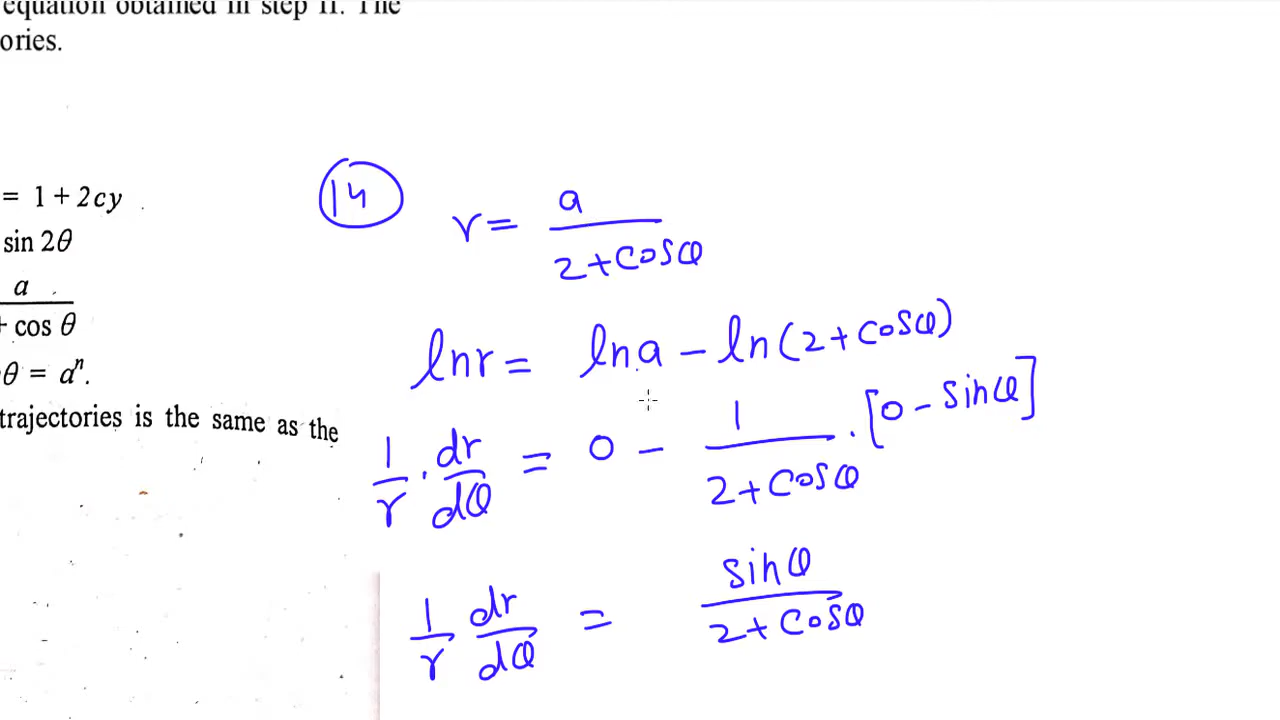 equation obtained in step II. The
ories.
= 1 + 2cy
sin 2θ
a
+ cos θ
θ = aⁿ.
trajectories is the same as the
14
r = a / (2 + cosθ)
ln r = ln a − ln(2 + cosθ)
1/r · dr/dθ = 0 − 1/(2 + cosθ) · [0 − sinθ]
1/r dr/dθ = sinθ / (2 + cosθ)